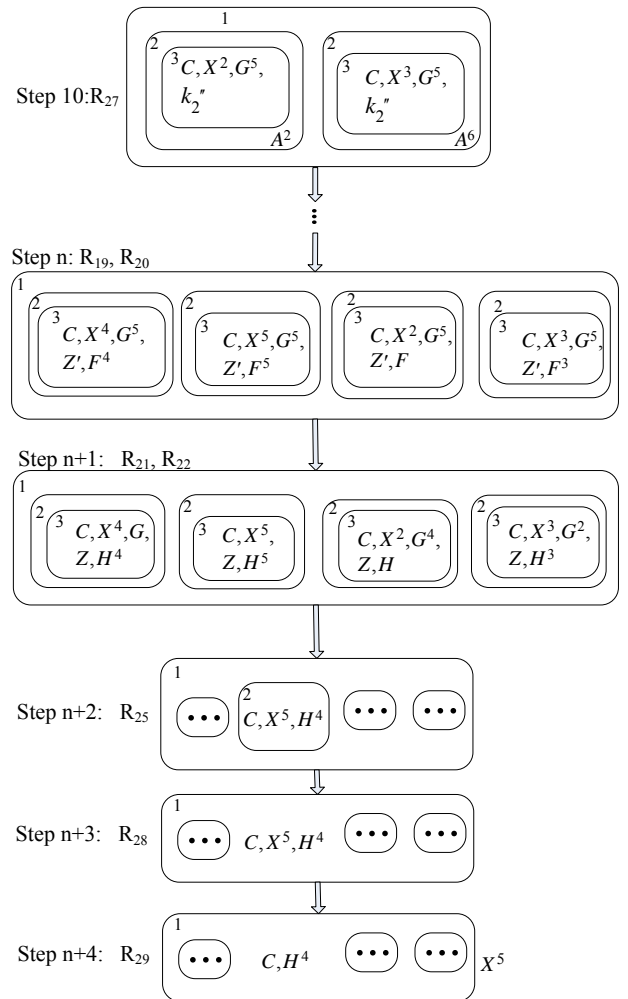 1
2 2
3 C, X², G⁵, 3 C, X³, G⁵,
Step 10:R₂₇ k₂″ k₂″
A² A⁶
⋮
Step n: R₁₉, R₂₀
1
2 2 2 2
3 C, X⁴, G⁵, 3 C, X⁵, G⁵, 3 C, X², G⁵, 3 C, X³, G⁵,
Z′, F⁴ Z′, F⁵ Z′, F Z′, F³
Step n+1: R₂₁, R₂₂
1
2 2 2 2
3 C, X⁴, G, 3 C, X⁵, 3 C, X², G⁴, 3 C, X³, G²,
Z, H⁴ Z, H⁵ Z, H Z, H³
1
2
Step n+2: R₂₅ ••• C, X⁵, H⁴ ••• •••
1
Step n+3: R₂₈ ••• C, X⁵, H⁴ ••• •••
1
Step n+4: R₂₉ ••• C, H⁴ ••• ••• X⁵